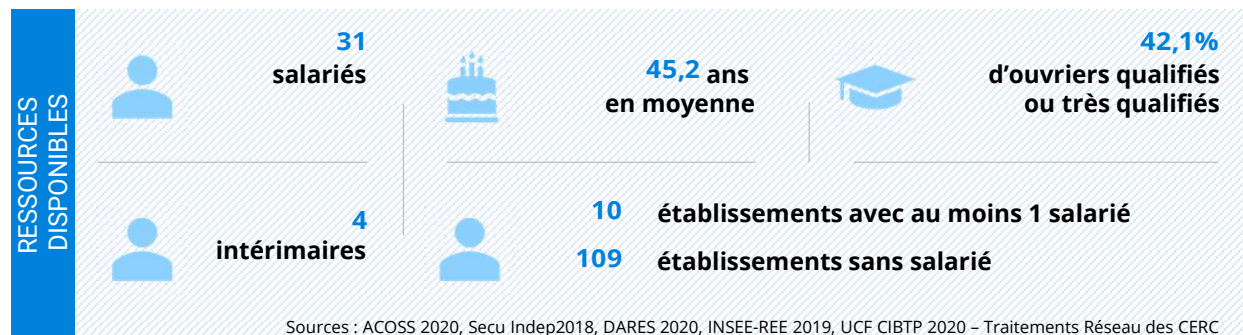 RESSOURCES
DISPONIBLES
31
salariés
45,2 ans
en moyenne
42,1%
d'ouvriers qualifiés
ou très qualifiés
4
intérimaires
10 établissements avec au moins 1 salarié
109 établissements sans salarié
Sources : ACOSS 2020, Secu Indep2018, DARES 2020, INSEE-REE 2019, UCF CIBTP 2020 – Traitements Réseau des CERC